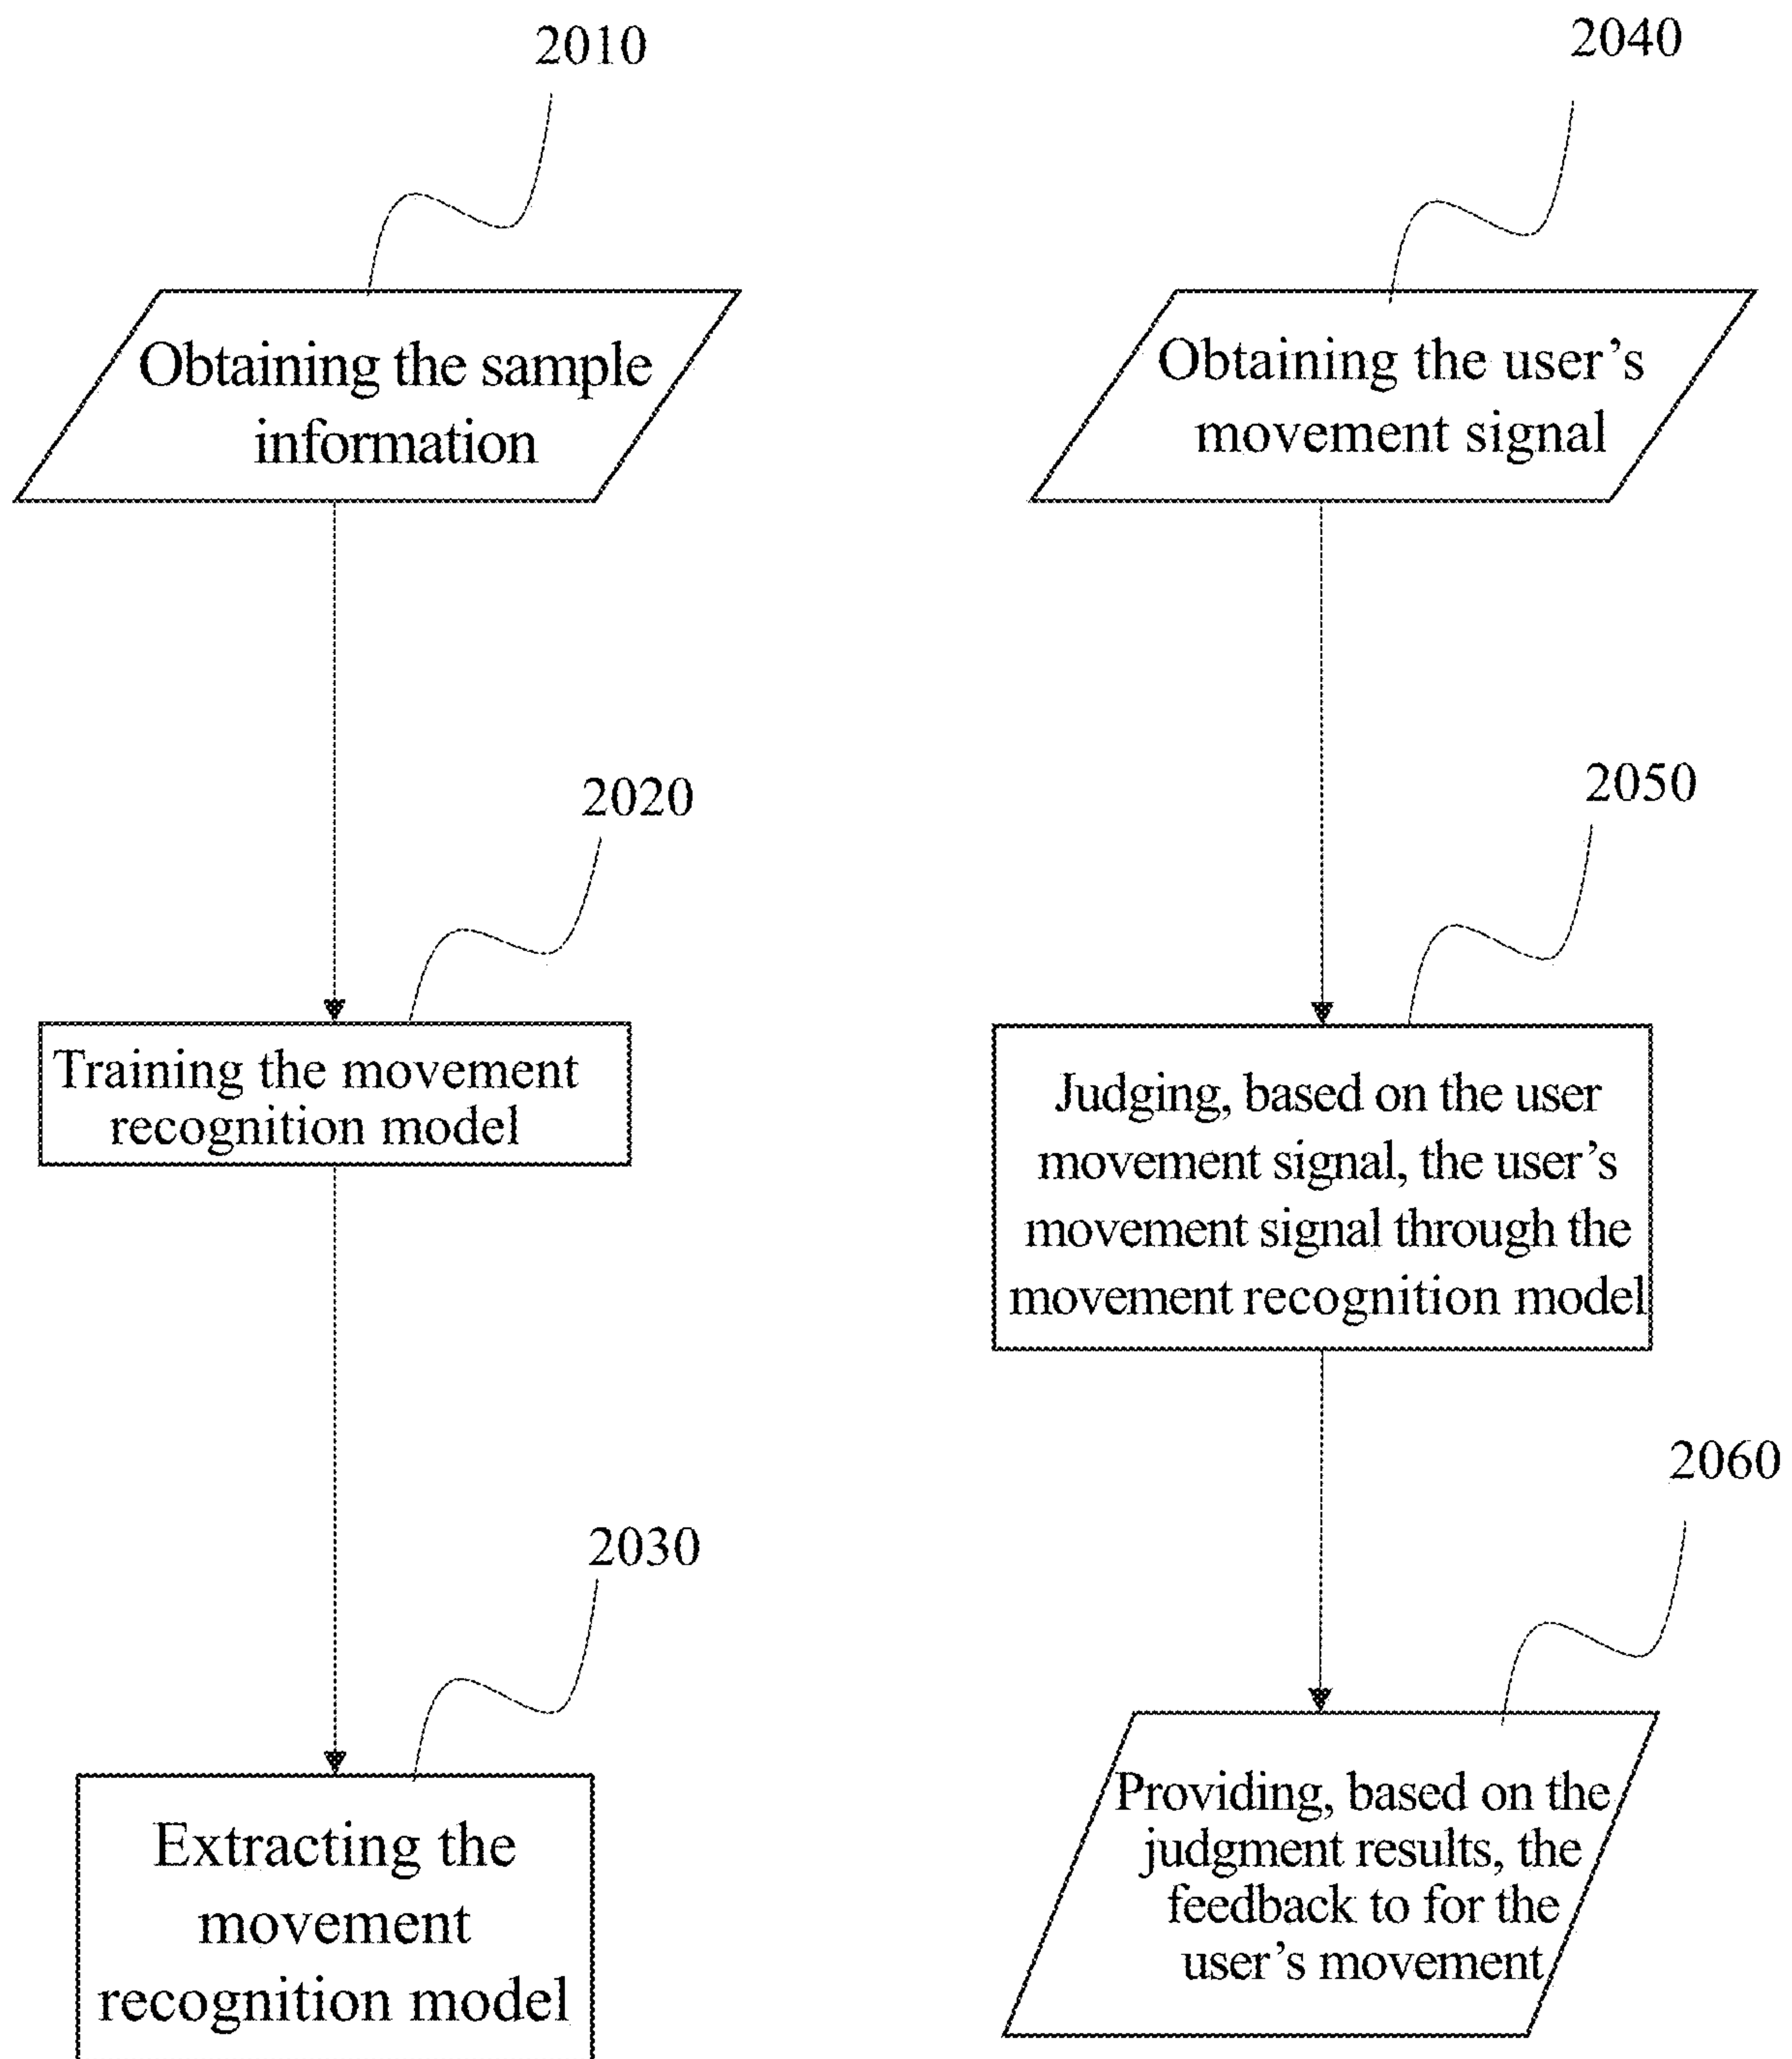 2010
Obtaining the sample
information
2020
Training the movement
recognition model
2030
Extracting the
movement
recognition model
2040
Obtaining the user’s
movement signal
2050
Judging, based on the user
movement signal, the user’s
movement signal through the
movement recognition model
2060
Providing, based on the
judgment results, the
feedback to for the
user’s movement